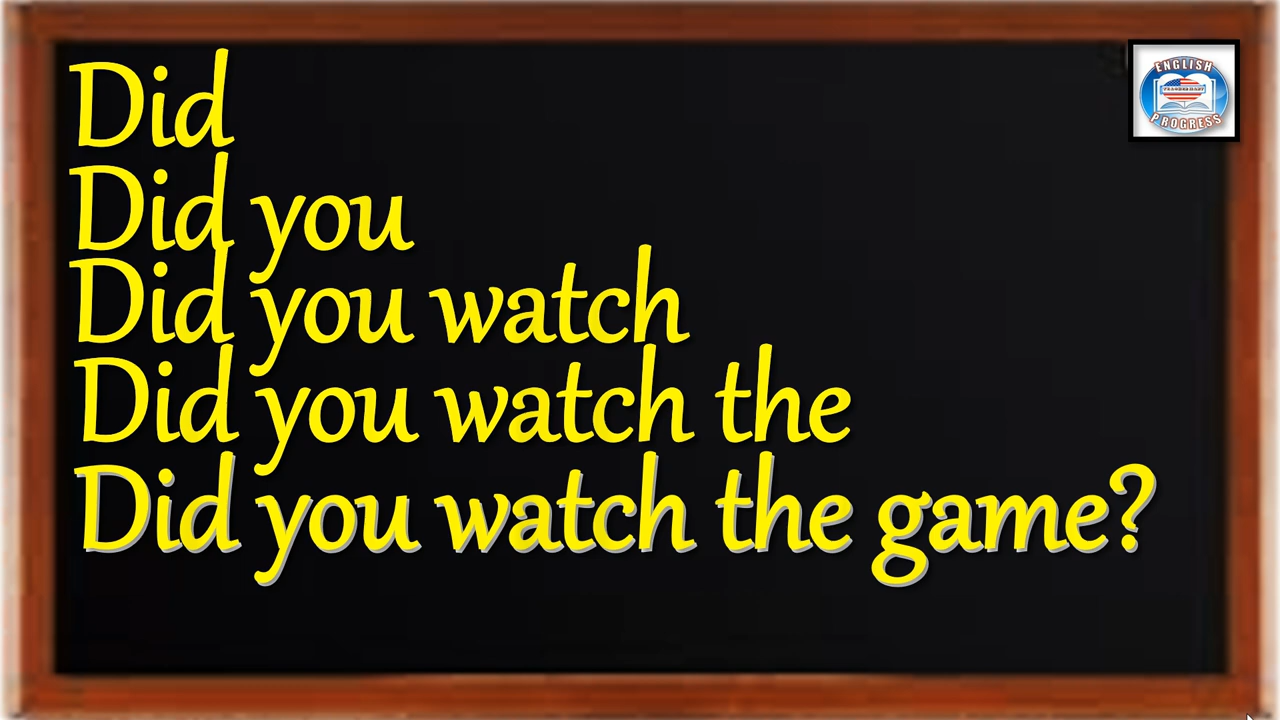 Did
Did you
Did you watch
Did you watch the
Did you watch the game?
ENGLISH
PROGRESS